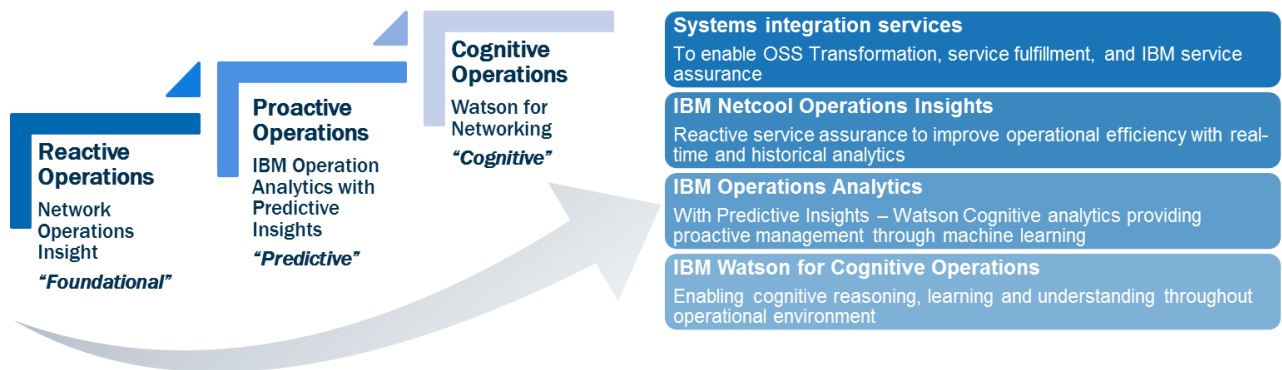 Reactive
Operations
Network
Operations
Insight
“Foundational”
Proactive
Operations
IBM Operation
Analytics with
Predictive
Insights
“Predictive”
Cognitive
Operations
Watson for
Networking
“Cognitive”
Systems integration services
To enable OSS Transformation, service fulfillment, and IBM service
assurance
IBM Netcool Operations Insights
Reactive service assurance to improve operational efficiency with real-
time and historical analytics
IBM Operations Analytics
With Predictive Insights – Watson Cognitive analytics providing
proactive management through machine learning
IBM Watson for Cognitive Operations
Enabling cognitive reasoning, learning and understanding throughout
operational environment